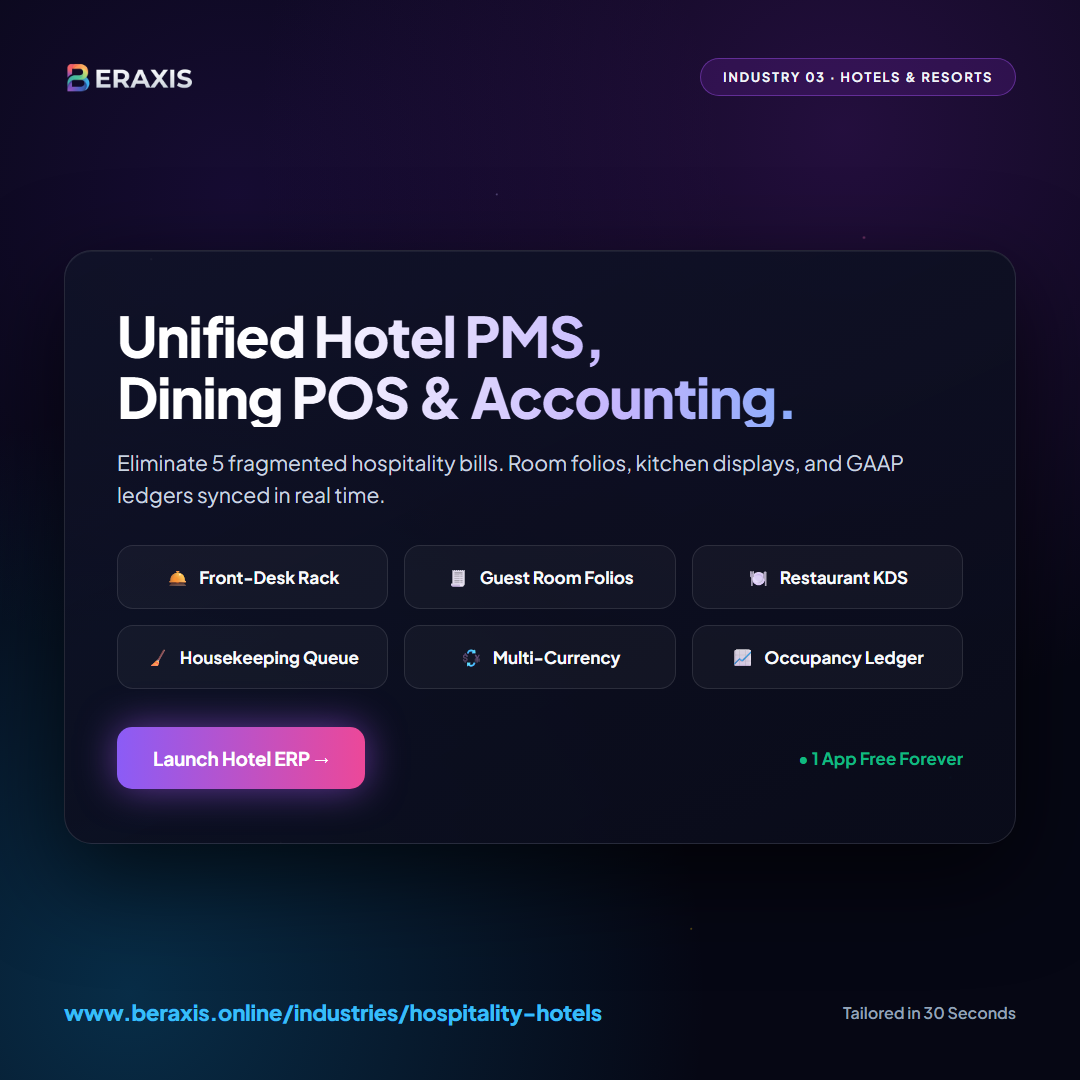 BERAXIS
INDUSTRY 03 · HOTELS & RESORTS
Unified Hotel PMS,
Dining POS & Accounting.
Eliminate 5 fragmented hospitality bills. Room folios, kitchen displays, and GAAP
ledgers synced in real time.
Front-Desk Rack
Guest Room Folios
Restaurant KDS
Housekeeping Queue
Multi-Currency
Occupancy Ledger
Launch Hotel ERP →
● 1 App Free Forever
www.beraxis.online/industries/hospitality-hotels
Tailored in 30 Seconds